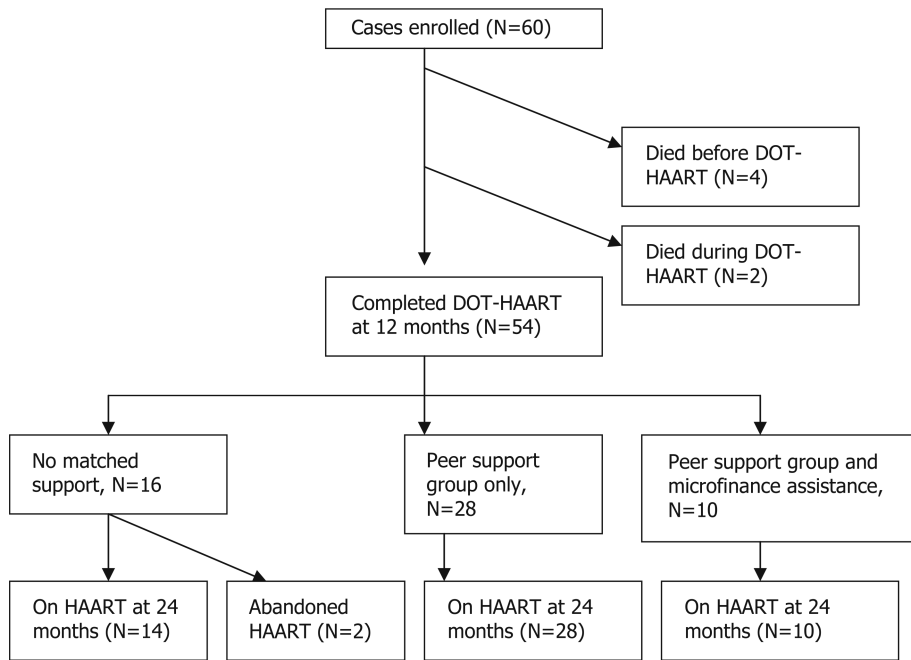 Cases enrolled (N=60)
Died before DOT-
HAART (N=4)
Died during DOT-
HAART (N=2)
Completed DOT-HAART
at 12 months (N=54)
No matched
support, N=16
Peer support
group only,
N=28
Peer support group and
microfinance assistance,
N=10
On HAART at 24
months (N=14)
Abandoned
HAART (N=2)
On HAART at 24
months (N=28)
On HAART at 24
months (N=10)